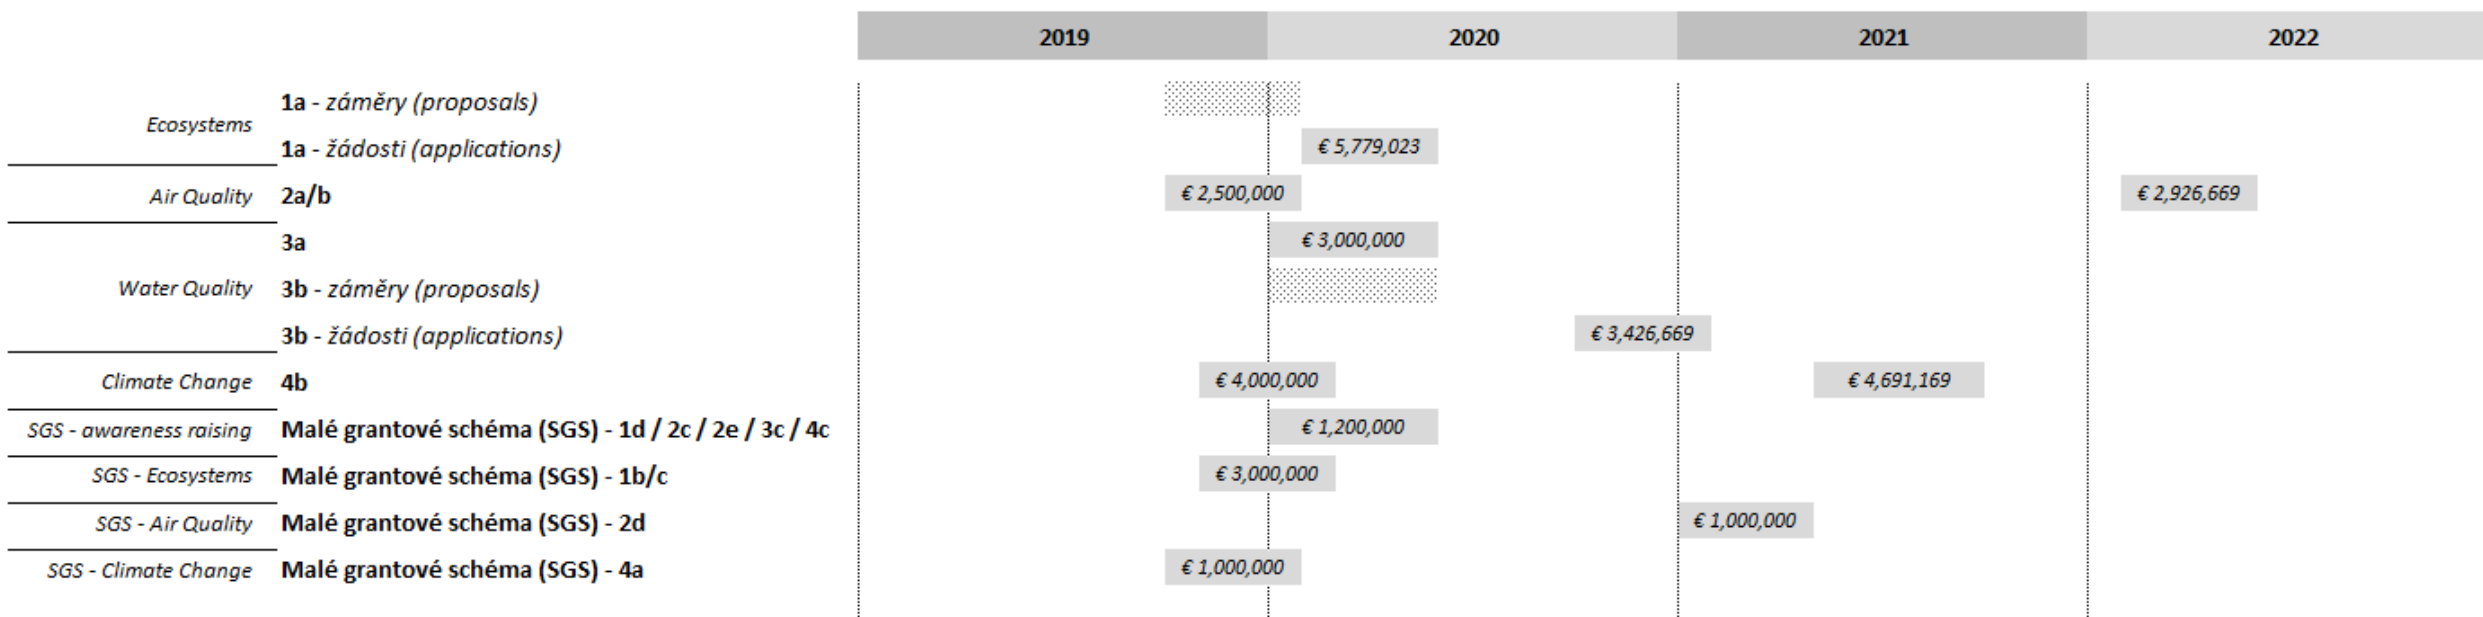 2019 2020 2021 2022
1a - záměry (proposals)
Ecosystems
1a - žádosti (applications) € 5,779,023
Air Quality 2a/b € 2,500,000 € 2,926,669
3a € 3,000,000
Water Quality 3b - záměry (proposals)
3b - žádosti (applications) € 3,426,669
Climate Change 4b € 4,000,000 € 4,691,169
SGS - awareness raising Malé grantové schéma (SGS) - 1d / 2c / 2e / 3c / 4c € 1,200,000
SGS - Ecosystems Malé grantové schéma (SGS) - 1b/c € 3,000,000
SGS - Air Quality Malé grantové schéma (SGS) - 2d € 1,000,000
SGS - Climate Change Malé grantové schéma (SGS) - 4a € 1,000,000